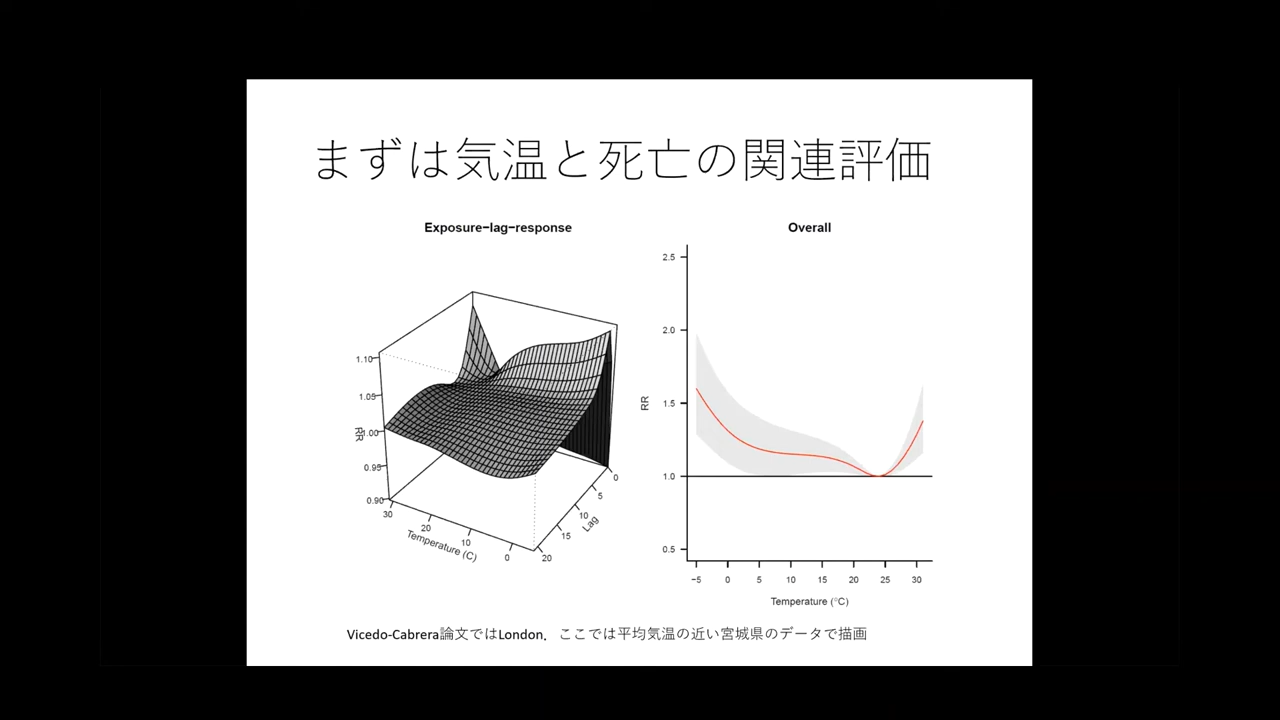 まずは気温と死亡の関連評価
Exposure−lag−response
Overall
1.10
1.05
1.00
0.95
0.90
RR
30
20
10
0
Temperature (C)
0
5
10
15
20
Lag
2.5
2.0
1.5
1.0
0.5
RR
−5 0 5 10 15 20 25 30
Temperature (°C)
Vicedo-Cabrera論文ではLondon．ここでは平均気温の近い宮城県のデータで描画